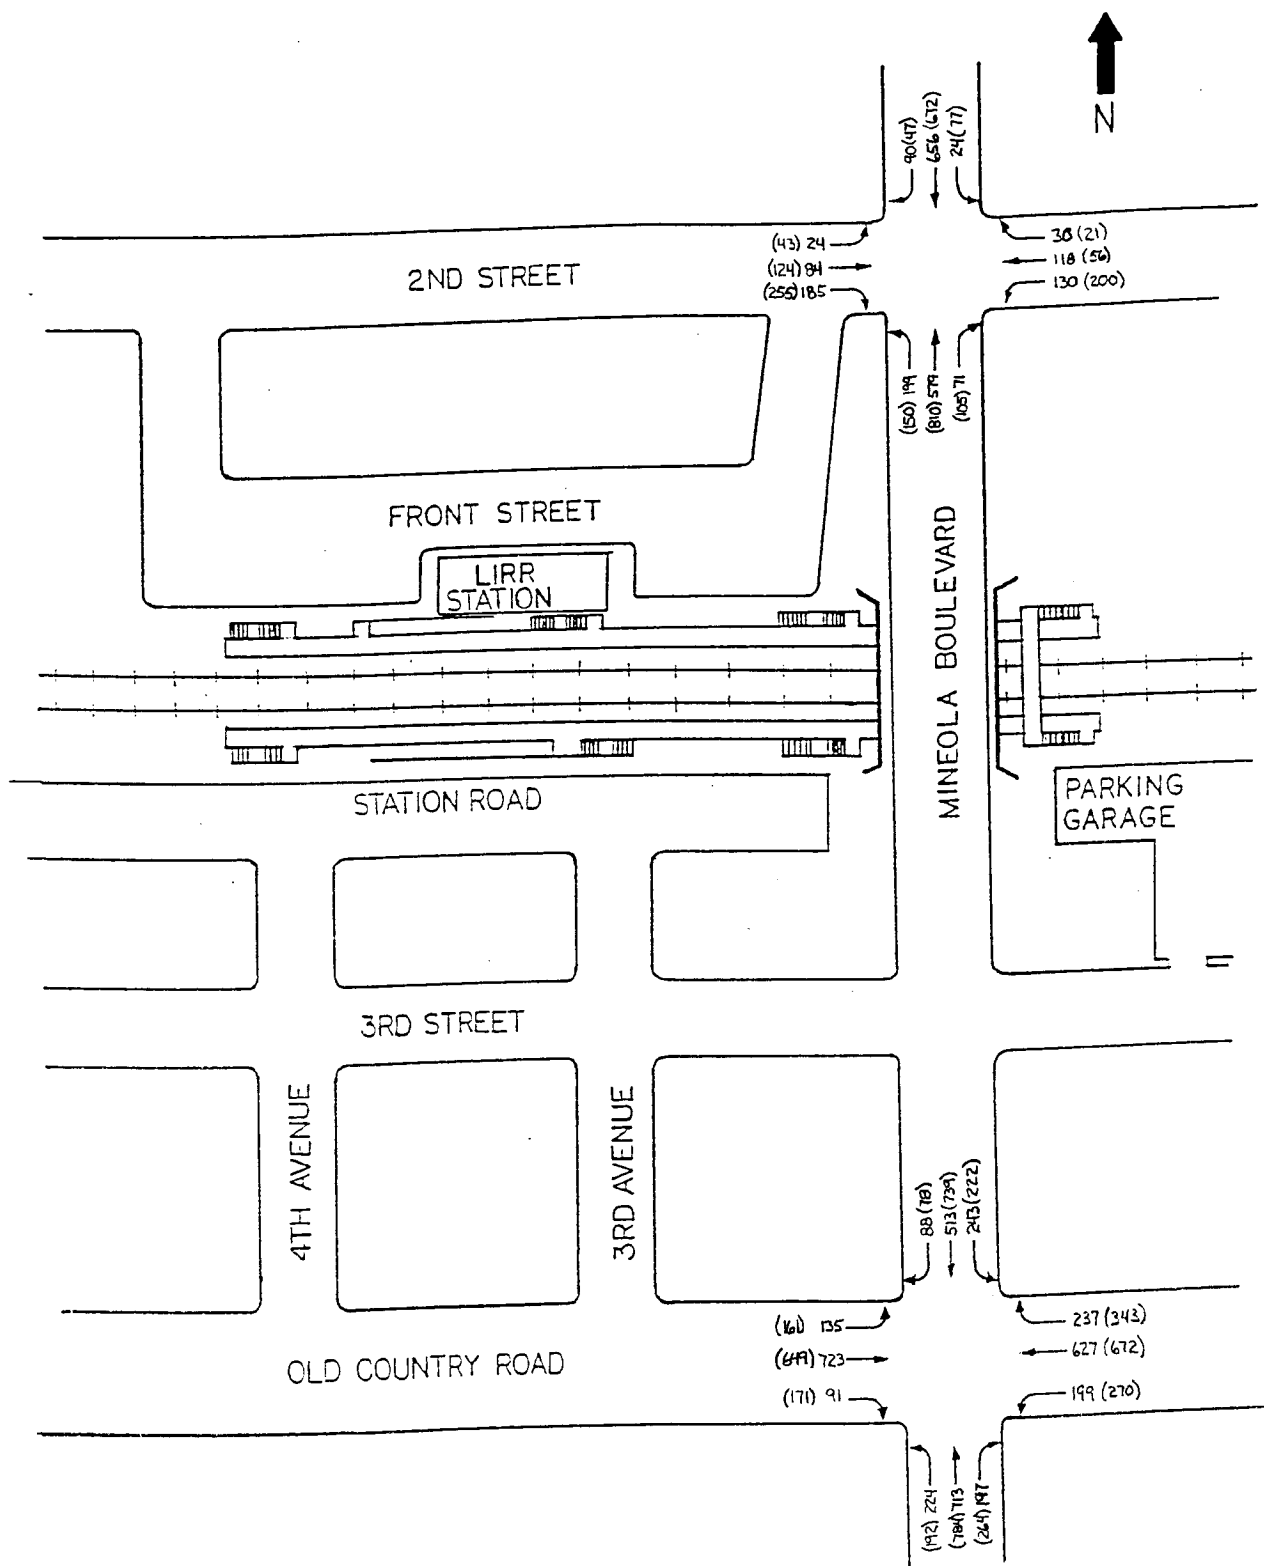 N
90(47)
656(672)
24(77)
(43) 24
(124) 84
(255) 185
38 (21)
118 (56)
130 (200)
2ND STREET
(150) 199
(810) 579
(105) 71
FRONT STREET
LIRR
STATION
MINEOLA BOULEVARD
STATION ROAD
PARKING
GARAGE
3RD STREET
4TH AVENUE
3RD AVENUE
88(78)
513(739)
243(222)
(161) 135
(649) 723
(171) 91
237 (343)
627 (672)
199 (270)
OLD COUNTRY ROAD
(192) 224
(784) 713
(264) 197